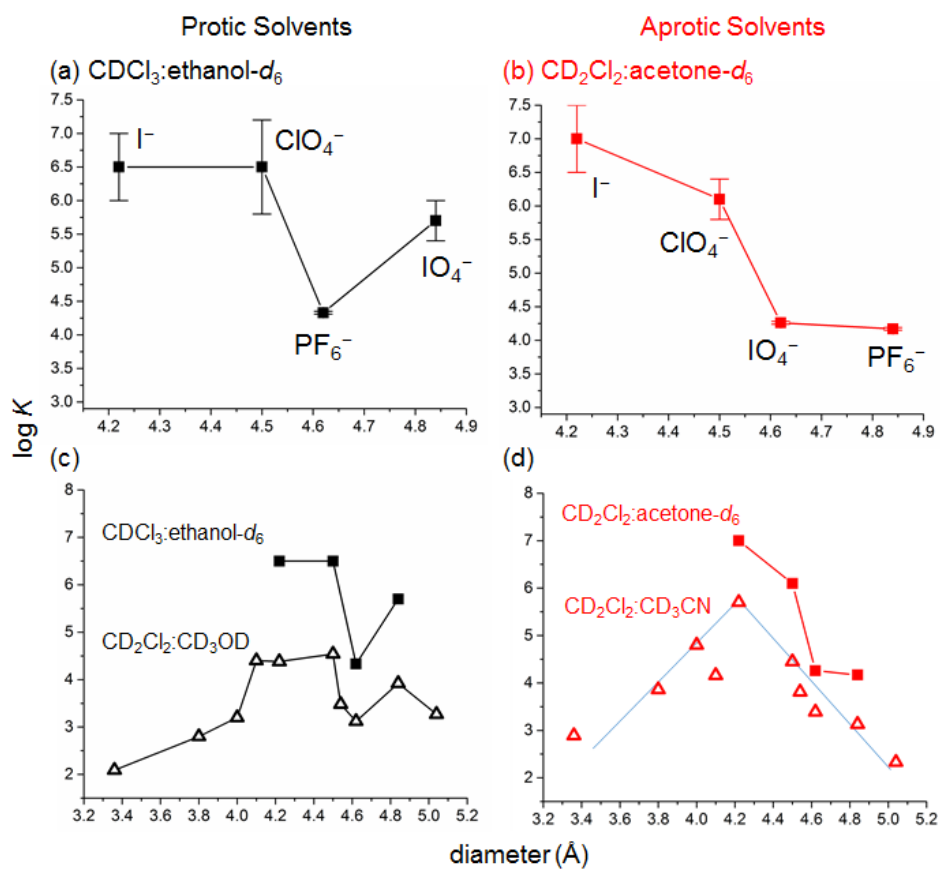 Protic Solvents
Aprotic Solvents
(a) CDCl₃:ethanol-d₆
(b) CD₂Cl₂:acetone-d₆
7.5
7.0
6.5
6.0
5.5
5.0
4.5
4.0
3.5
3.0
I⁻
ClO₄⁻
PF₆⁻
IO₄⁻
4.2 4.3 4.4 4.5 4.6 4.7 4.8 4.9
7.5
7.0
6.5
6.0
5.5
5.0
4.5
4.0
3.5
3.0
I⁻
ClO₄⁻
IO₄⁻
PF₆⁻
4.2 4.3 4.4 4.5 4.6 4.7 4.8 4.9
log K
(c)
(d)
8
7
6
5
4
3
2
CDCl₃:ethanol-d₆
CD₂Cl₂:CD₃OD
3.2 3.4 3.6 3.8 4.0 4.2 4.4 4.6 4.8 5.0 5.2
8
7
6
5
4
3
2
CD₂Cl₂:acetone-d₆
CD₂Cl₂:CD₃CN
3.2 3.4 3.6 3.8 4.0 4.2 4.4 4.6 4.8 5.0 5.2
diameter (Å)